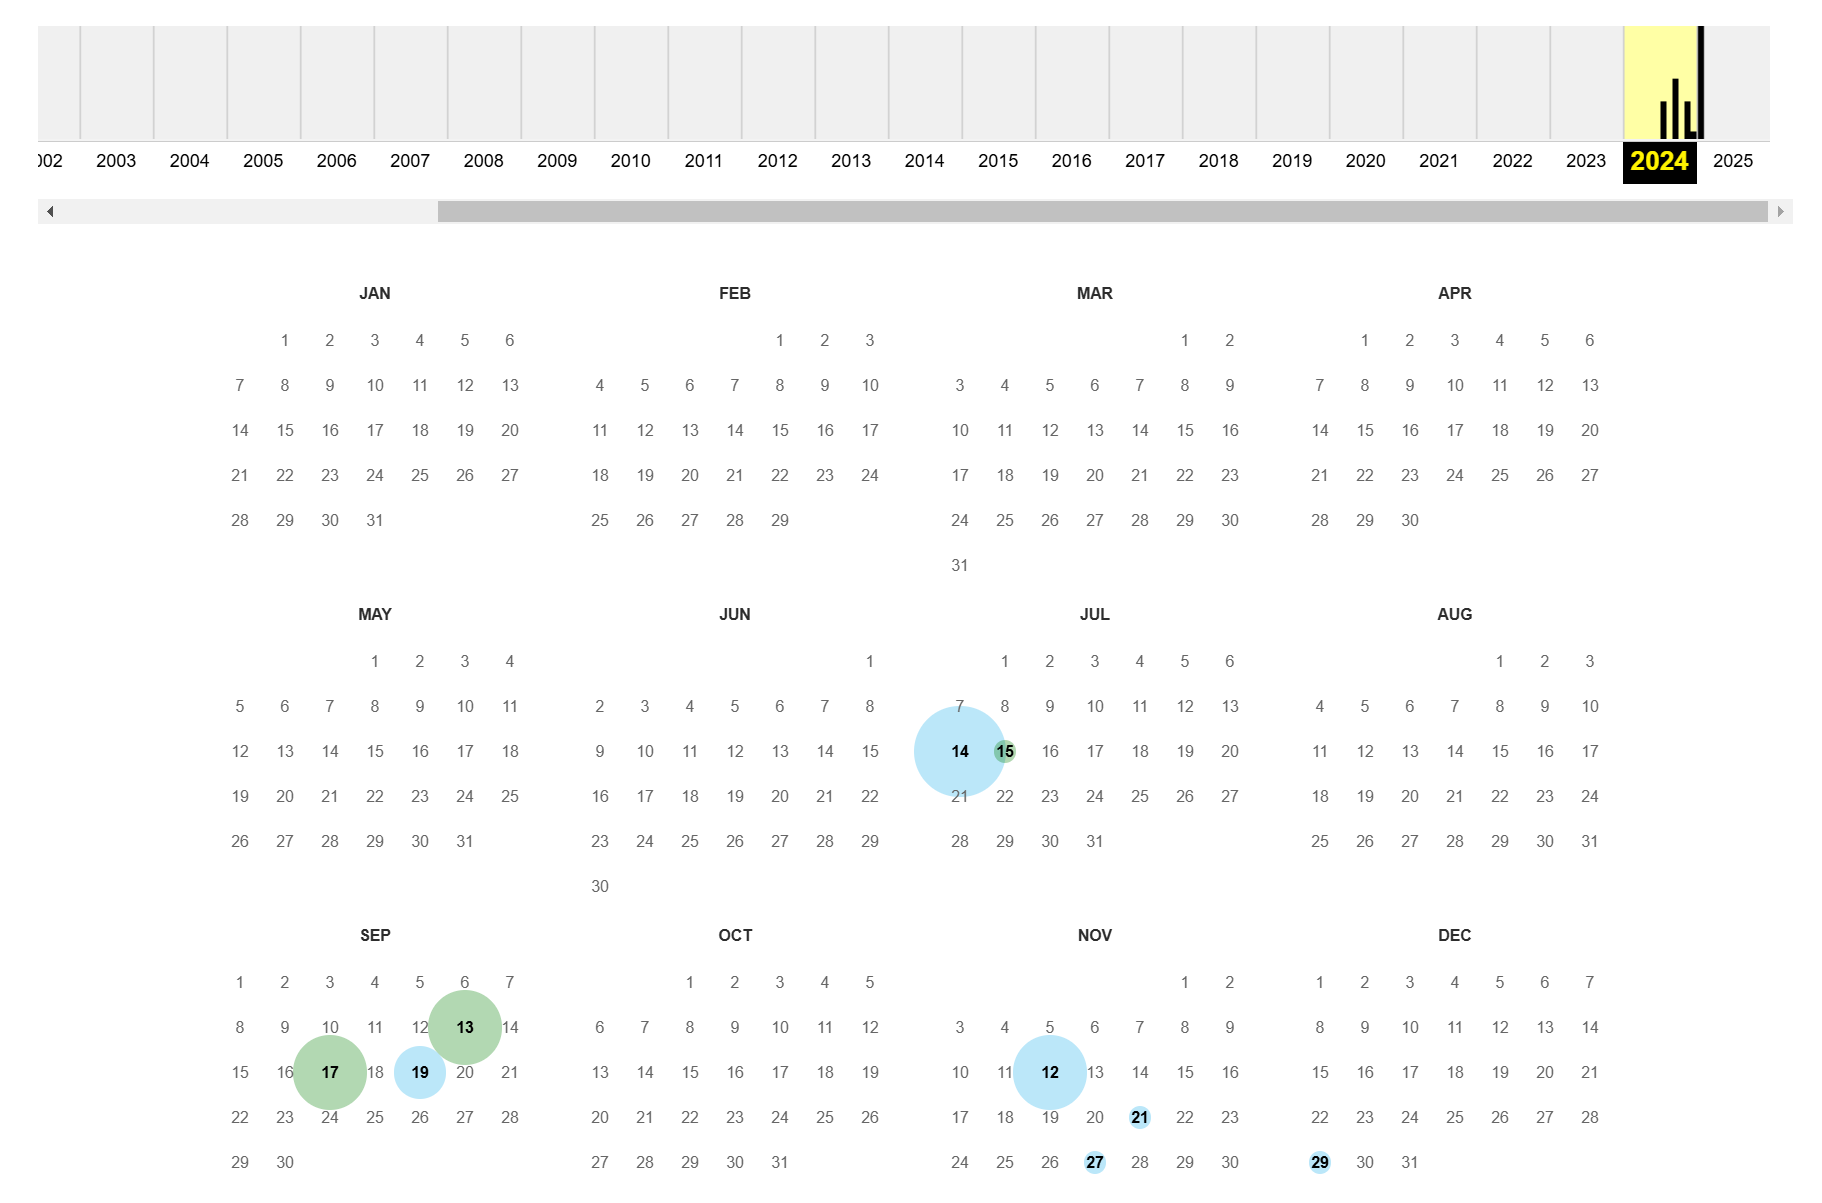 002 2003 2004 2005 2006 2007 2008 2009 2010 2011 2012 2013 2014 2015 2016 2017 2018 2019 2020 2021 2022 2023 2024 2025
JAN FEB MAR APR
1 2 3 4 5 6 1 2 3 1 2 1 2 3 4 5 6
7 8 9 10 11 12 13 4 5 6 7 8 9 10 3 4 5 6 7 8 9 7 8 9 10 11 12 13
14 15 16 17 18 19 20 11 12 13 14 15 16 17 10 11 12 13 14 15 16 14 15 16 17 18 19 20
21 22 23 24 25 26 27 18 19 20 21 22 23 24 17 18 19 20 21 22 23 21 22 23 24 25 26 27
28 29 30 31 25 26 27 28 29 24 25 26 27 28 29 30 28 29 30
31
MAY JUN JUL AUG
1 2 3 4 1 1 2 3 4 5 6 1 2 3
5 6 7 8 9 10 11 2 3 4 5 6 7 8 7 8 9 10 11 12 13 4 5 6 7 8 9 10
12 13 14 15 16 17 18 9 10 11 12 13 14 15 14 15 16 17 18 19 20 11 12 13 14 15 16 17
19 20 21 22 23 24 25 16 17 18 19 20 21 22 21 22 23 24 25 26 27 18 19 20 21 22 23 24
26 27 28 29 30 31 23 24 25 26 27 28 29 28 29 30 31 25 26 27 28 29 30 31
30
SEP OCT NOV DEC
1 2 3 4 5 6 7 1 2 3 4 5 1 2 1 2 3 4 5 6 7
8 9 10 11 12 13 14 6 7 8 9 10 11 12 3 4 5 6 7 8 9 8 9 10 11 12 13 14
15 16 17 18 19 20 21 13 14 15 16 17 18 19 10 11 12 13 14 15 16 15 16 17 18 19 20 21
22 23 24 25 26 27 28 20 21 22 23 24 25 26 17 18 19 20 21 22 23 22 23 24 25 26 27 28
29 30 27 28 29 30 31 24 25 26 27 28 29 30 29 30 31